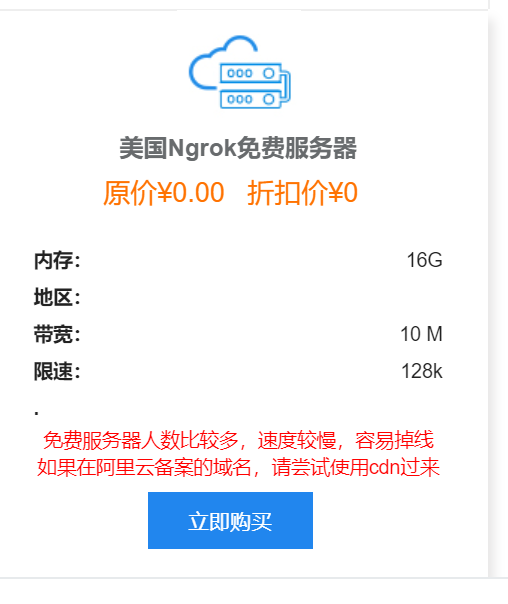 美国Ngrok免费服务器
原价¥0.00 折扣价¥0
内存： 16G
地区：
带宽： 10 M
限速： 128k
.
免费服务器人数比较多，速度较慢，容易掉线
如果在阿里云备案的域名，请尝试使用cdn过来
立即购买